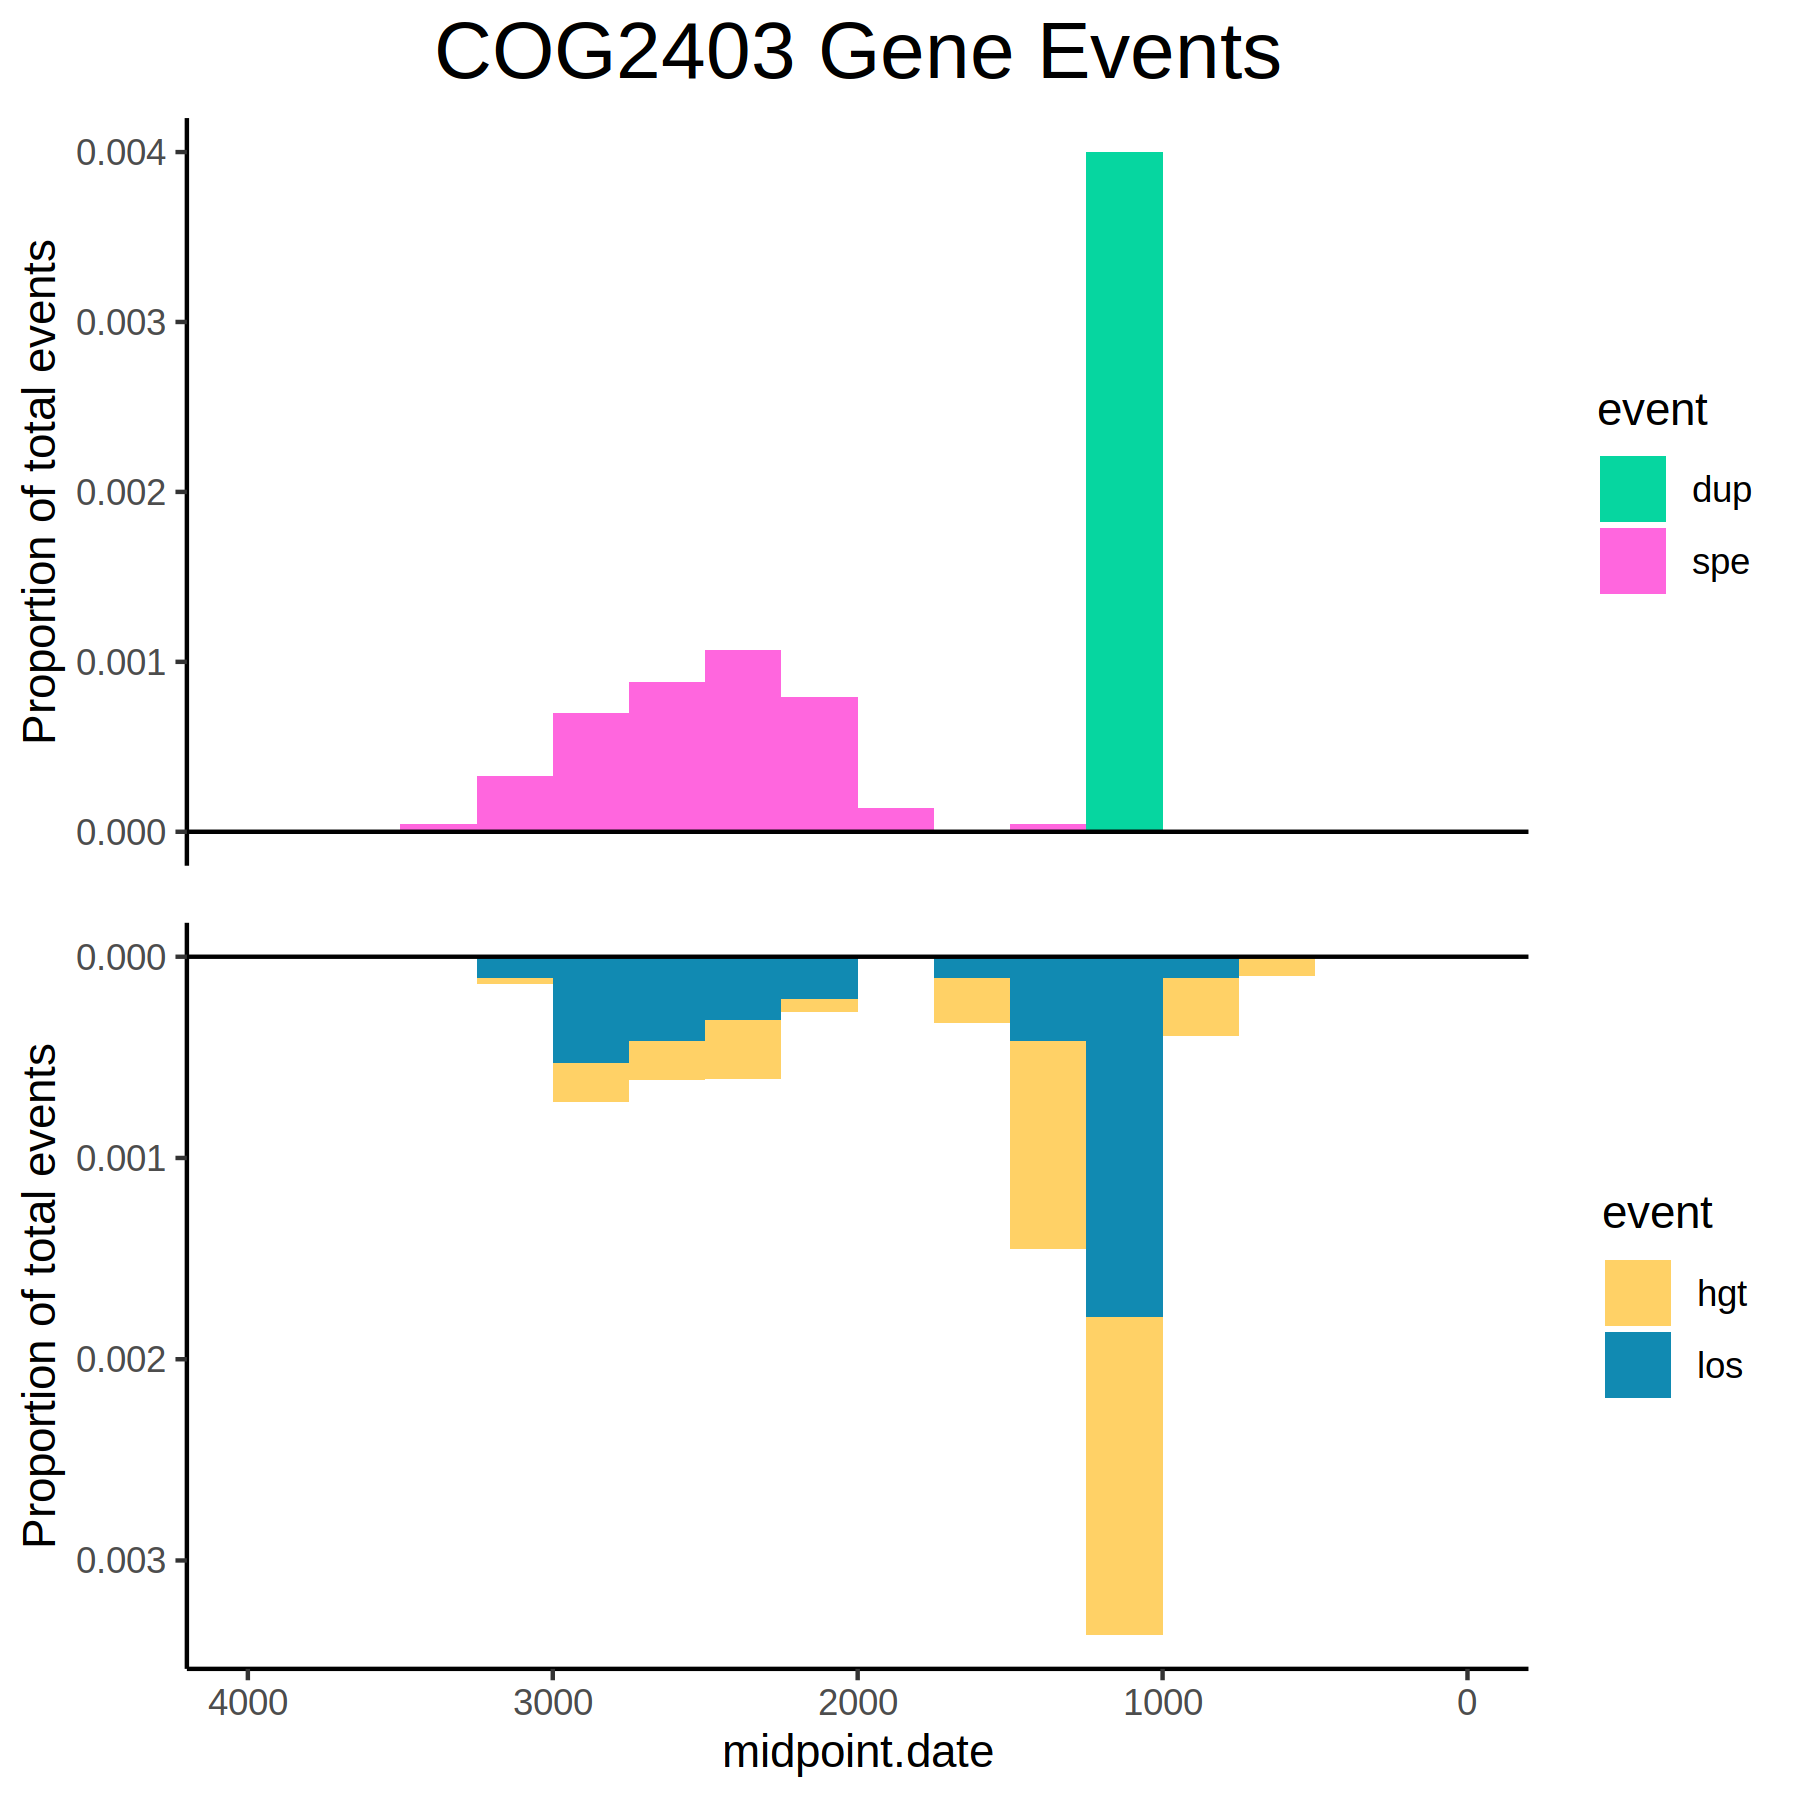 COG2403 Gene Events
Proportion of total events
0.004
0.003
0.002
0.001
0.000
event
dup
spe
Proportion of total events
0.000
0.001
0.002
0.003
event
hgt
los
4000 3000 2000 1000 0
midpoint.date